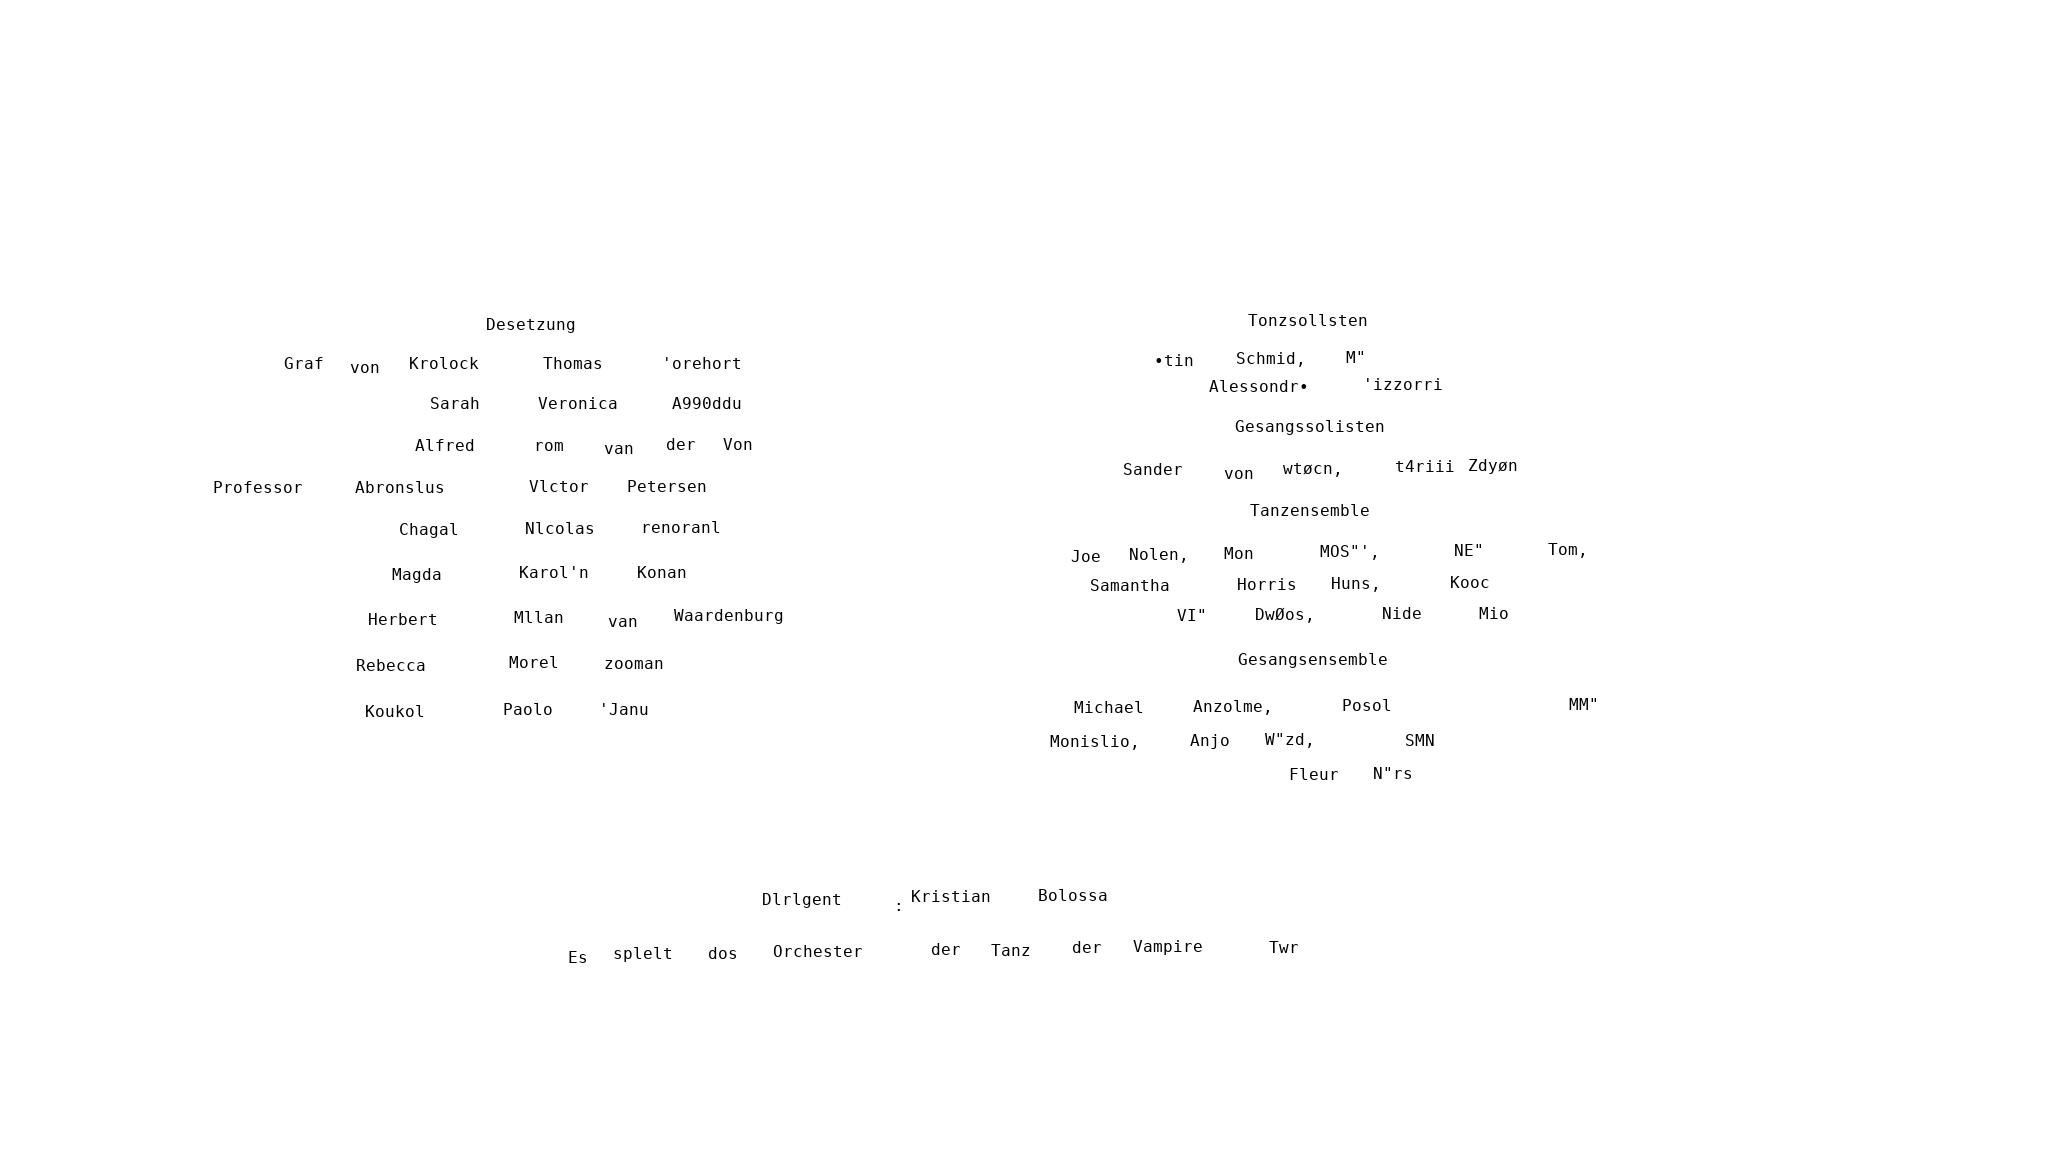 Desetzung
Graf von Krolock Thomas 'orehort
Sarah Veronica A990ddu
Alfred rom van der Von
Professor Abronslus Vlctor Petersen
Chagal Nlcolas renoranl
Magda Karol'n Konan
Herbert Mllan van Waardenburg
Rebecca Morel zooman
Koukol Paolo 'Janu
Tonzsollsten
•tin Schmid, M"
Alessondr• 'izzorri
Gesangssolisten
Sander von wtøcn, t4riii Zdyøn
Tanzensemble
Joe Nolen, Mon MOS"', NE" Tom,
Samantha Horris Huns, Kooc
VI" DwØos, Nide Mio
Gesangsensemble
Michael Anzolme, Posol MM"
Monislio, Anjo W"zd, SMN
Fleur N"rs
Dlrlgent : Kristian Bolossa
Es splelt dos Orchester der Tanz der Vampire Twr